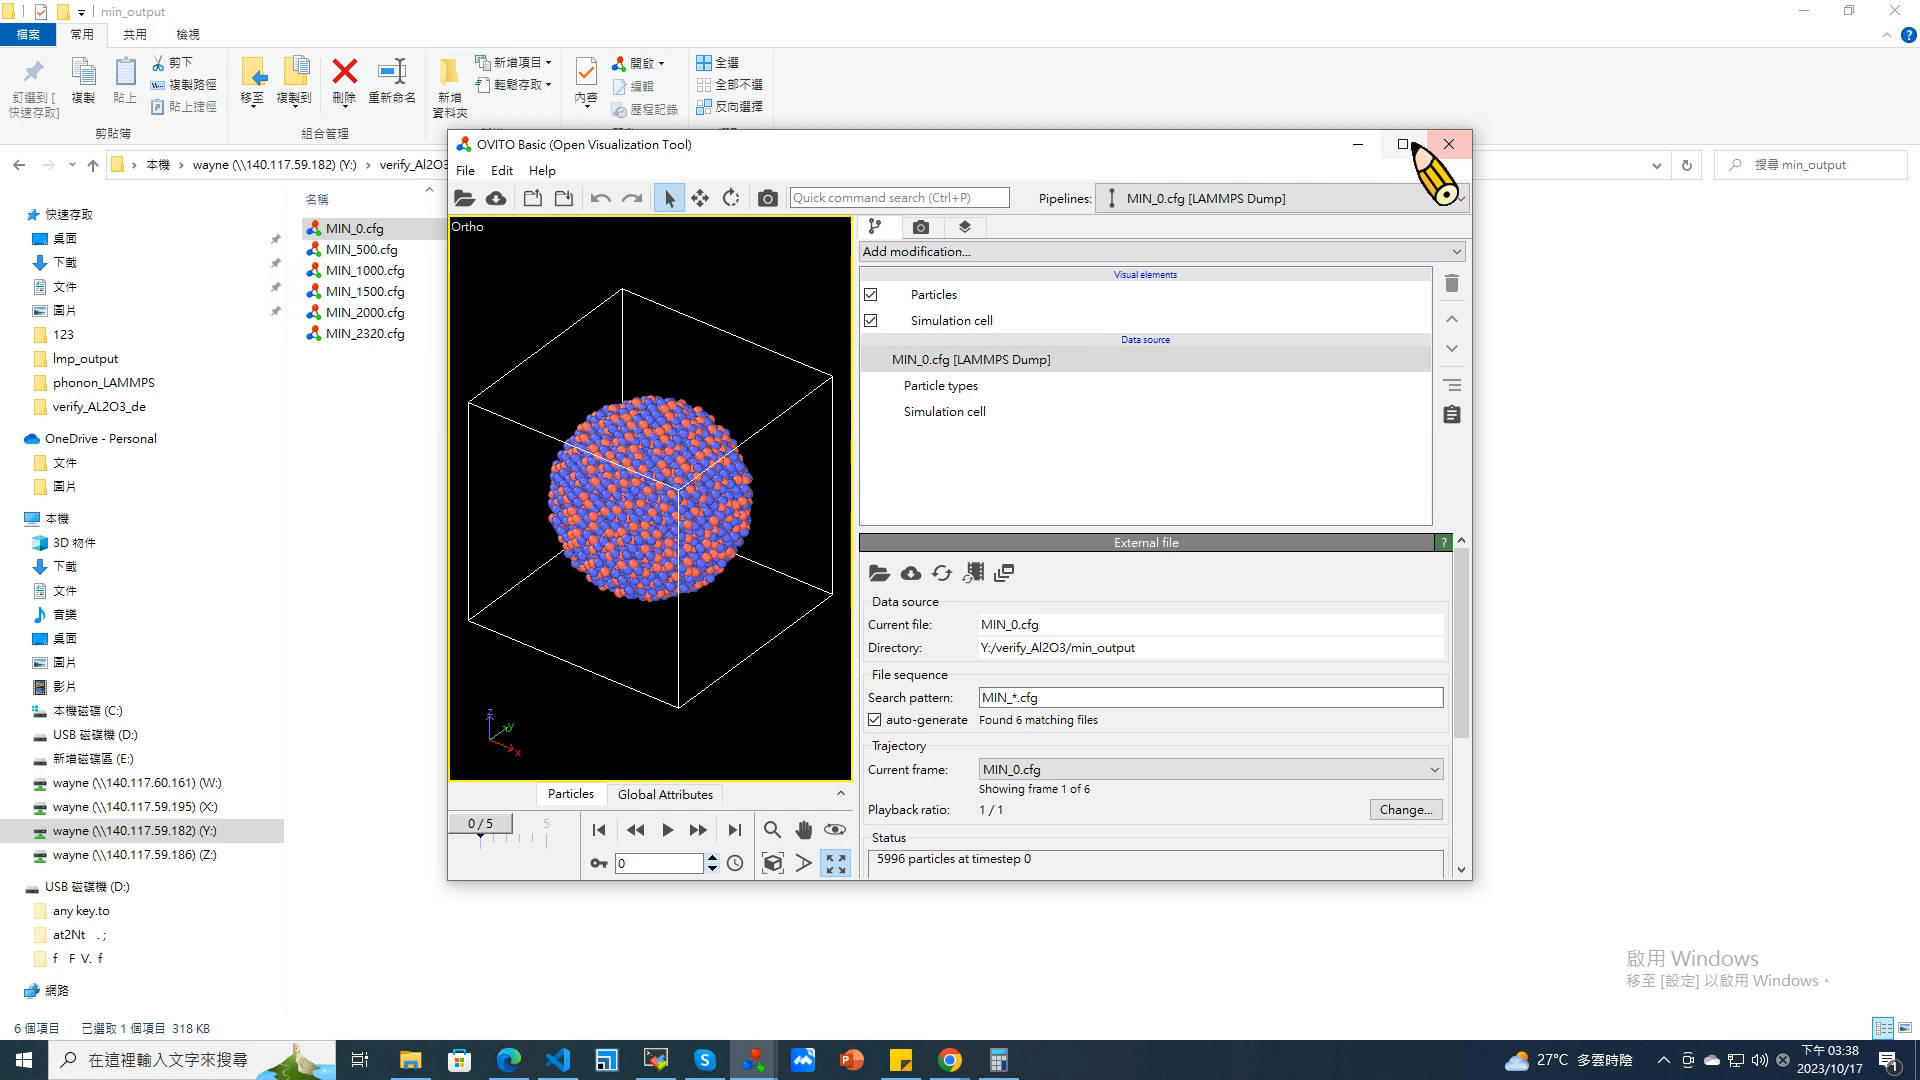 min_output
檔案 常用 共用 檢視
釘選到 [
快速存取]
複製
貼上
剪下
複製路徑
貼上捷徑
剪貼簿
移至
複製到
刪除
重新命名
組合管理
新增
資料夾
新增項目
輕鬆存取
內容
開啟
編輯
歷程記錄
全選
全部不選
反向選擇
本機 › wayne (\\140.117.59.182) (Y:) › verify_Al2O3
搜尋 min_output
快速存取
桌面
下載
文件
圖片
123
lmp_output
phonon_LAMMPS
verify_AL2O3_de
OneDrive - Personal
文件
圖片
本機
3D 物件
下載
文件
音樂
桌面
圖片
影片
本機磁碟 (C:)
USB 磁碟機 (D:)
新增磁碟區 (E:)
wayne (\\140.117.60.161) (W:)
wayne (\\140.117.59.195) (X:)
wayne (\\140.117.59.182) (Y:)
wayne (\\140.117.59.186) (Z:)
USB 磁碟機 (D:)
any key.to
at2Nt .;
f F V. f
網路
名稱
MIN_0.cfg
MIN_500.cfg
MIN_1000.cfg
MIN_1500.cfg
MIN_2000.cfg
MIN_2320.cfg
OVITO Basic (Open Visualization Tool)
File Edit Help
Quick command search (Ctrl+P)
Pipelines: MIN_0.cfg [LAMMPS Dump]
Ortho
z
y
x
Add modification...
Visual elements
Particles
Simulation cell
Data source
MIN_0.cfg [LAMMPS Dump]
Particle types
Simulation cell
External file ?
Data source
Current file: MIN_0.cfg
Directory: Y:/verify_Al2O3/min_output
File sequence
Search pattern: MIN_*.cfg
auto-generate Found 6 matching files
Trajectory
Current frame: MIN_0.cfg
Showing frame 1 of 6
Playback ratio: 1 / 1 Change...
Status
5996 particles at timestep 0
Particles Global Attributes
0 / 5 5
0
啟用 Windows
移至 [設定] 以啟用 Windows。
6 個項目 已選取 1 個項目 318 KB
在這裡輸入文字來搜尋
27°C 多雲時陰
下午 03:38
2023/10/17
1